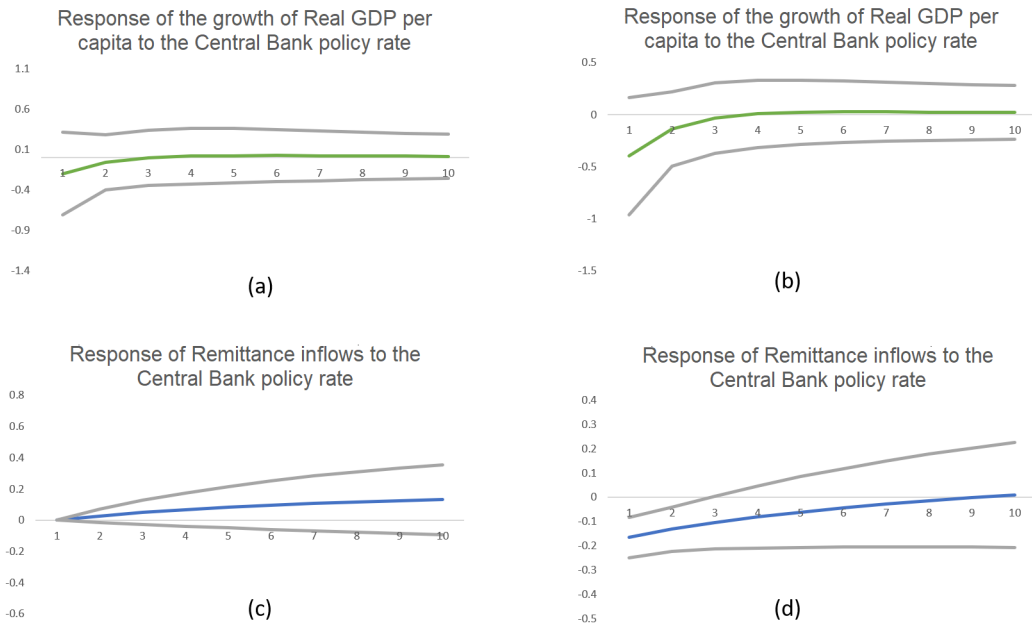 Response of the growth of Real GDP per
capita to the Central Bank policy rate
1.1
0.6
0.1
-0.4
-0.9
-1.4
1 2 3 4 5 6 7 8 9 10
(a)
Response of the growth of Real GDP per
capita to the Central Bank policy rate
0.5
0
-0.5
-1
-1.5
1 2 3 4 5 6 7 8 9 10
(b)
Response of Remittance inflows to the
Central Bank policy rate
0.8
0.6
0.4
0.2
0
-0.2
-0.4
-0.6
1 2 3 4 5 6 7 8 9 10
(c)
Response of Remittance inflows to the
Central Bank policy rate
0.4
0.3
0.2
0.1
0
-0.1
-0.2
-0.3
-0.4
-0.5
1 2 3 4 5 6 7 8 9 10
(d)